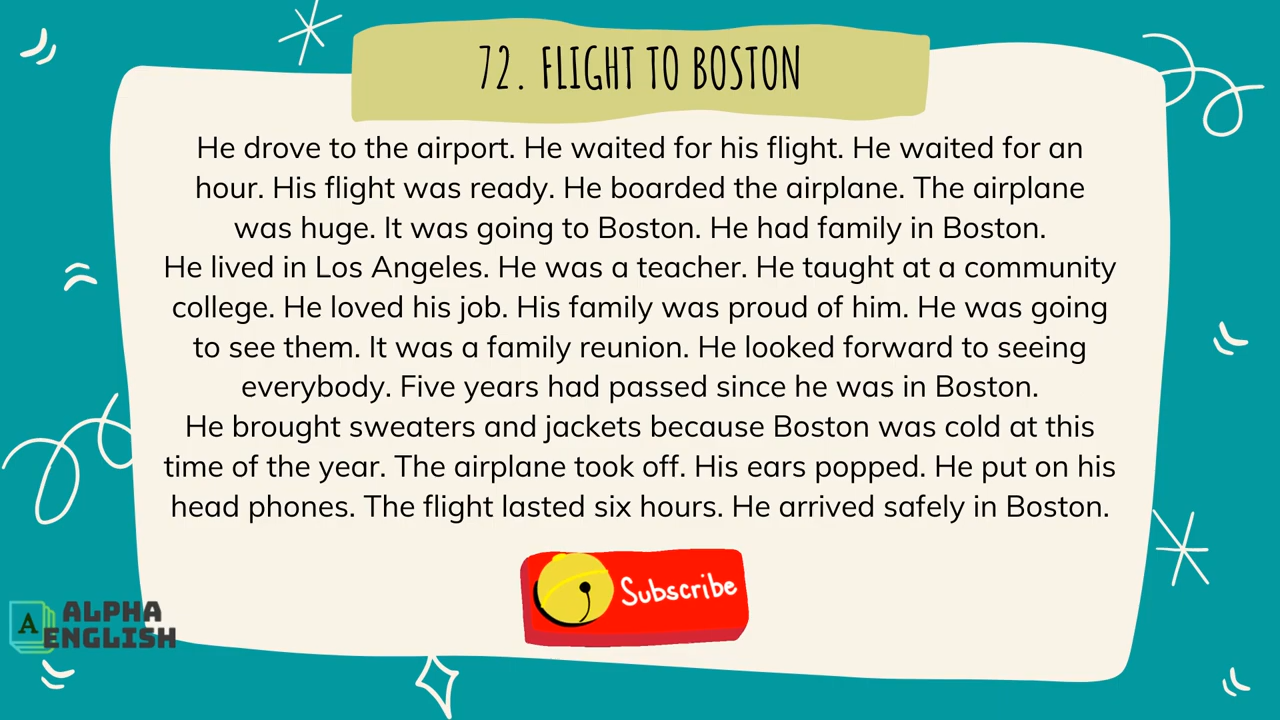 72. FLIGHT TO BOSTON
He drove to the airport. He waited for his flight. He waited for an
hour. His flight was ready. He boarded the airplane. The airplane
was huge. It was going to Boston. He had family in Boston.
He lived in Los Angeles. He was a teacher. He taught at a community
college. He loved his job. His family was proud of him. He was going
to see them. It was a family reunion. He looked forward to seeing
everybody. Five years had passed since he was in Boston.
He brought sweaters and jackets because Boston was cold at this
time of the year. The airplane took off. His ears popped. He put on his
head phones. The flight lasted six hours. He arrived safely in Boston.
Subscribe
A
ALPHA
ENGLISH